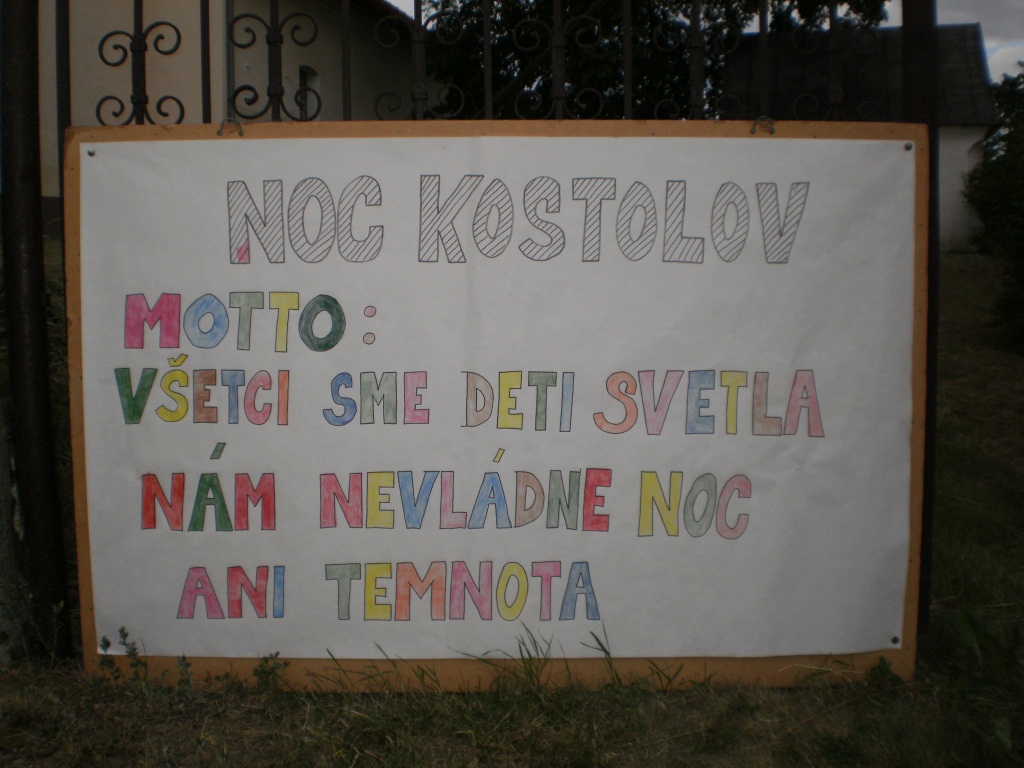 NOC KOSTOLOV
MOTTO:
VŠETCI SME DETI SVETLA
NÁM NEVLÁDNE NOC
ANI TEMNOTA